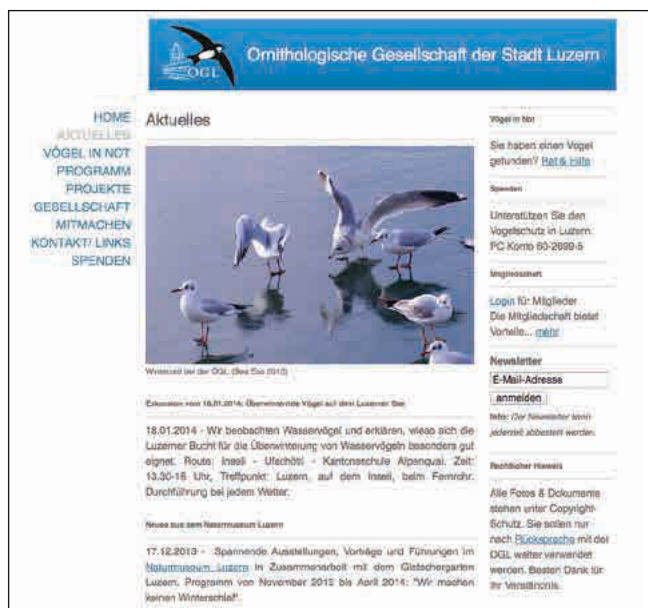 OGL
Ornithologische Gesellschaft der Stadt Luzern
HOME
AKTUELLES
VÖGEL IN NOT
PROGRAMM
PROJEKTE
GESELLSCHAFT
MITMACHEN
KONTAKT/ LINKS
SPENDEN
Aktuelles
Winterzeit bei der OGL
Exkursion vom 18.01.2014: Überwinternde Vögel auf dem Luzerner See
18.01.2014 - Wir beobachten Wasservögel und erklären, wieso sich die
Luzerner Bucht für die Überwinterung von Wasservögeln besonders gut
eignet. Route: Inseli - Ufschötti - Kantonsschule Alpenquai. Zeit:
13.30-16 Uhr, Treffpunkt: Luzern, auf dem Inseli, beim Fernrohr.
Durchführung bei jedem Wetter.
Neues aus dem Naturmuseum Luzern
17.12.2013 - Spannende Ausstellungen, Vorträge und Führungen im
Naturmuseum Luzern in Zusammenarbeit mit dem Gletschergarten
Luzern. Programm von November 2013 bis April 2014: "Wir machen
keinen Winterschlaf".
Vögel in Not
Sie haben einen Vogel
gefunden? Rat & Hilfe
Spenden
Unterstützen Sie den
Vogelschutz in Luzern.
PC Konto 60-2699-5
Mitgliedschaft
Login für Mitglieder
Die Mitgliedschaft bietet
Vorteile... mehr
Newsletter
E-Mail-Adresse
anmelden
Info: Der Newsletter kann
jederzeit abbestellt werden.
Rechtlicher Hinweis
Alle Fotos & Dokumente
stehen unter Copyright-
Schutz. Sie sollen nur
nach Rücksprache mit der
OGL weiter verwendet
werden. Besten Dank für
Ihr Verständnis.